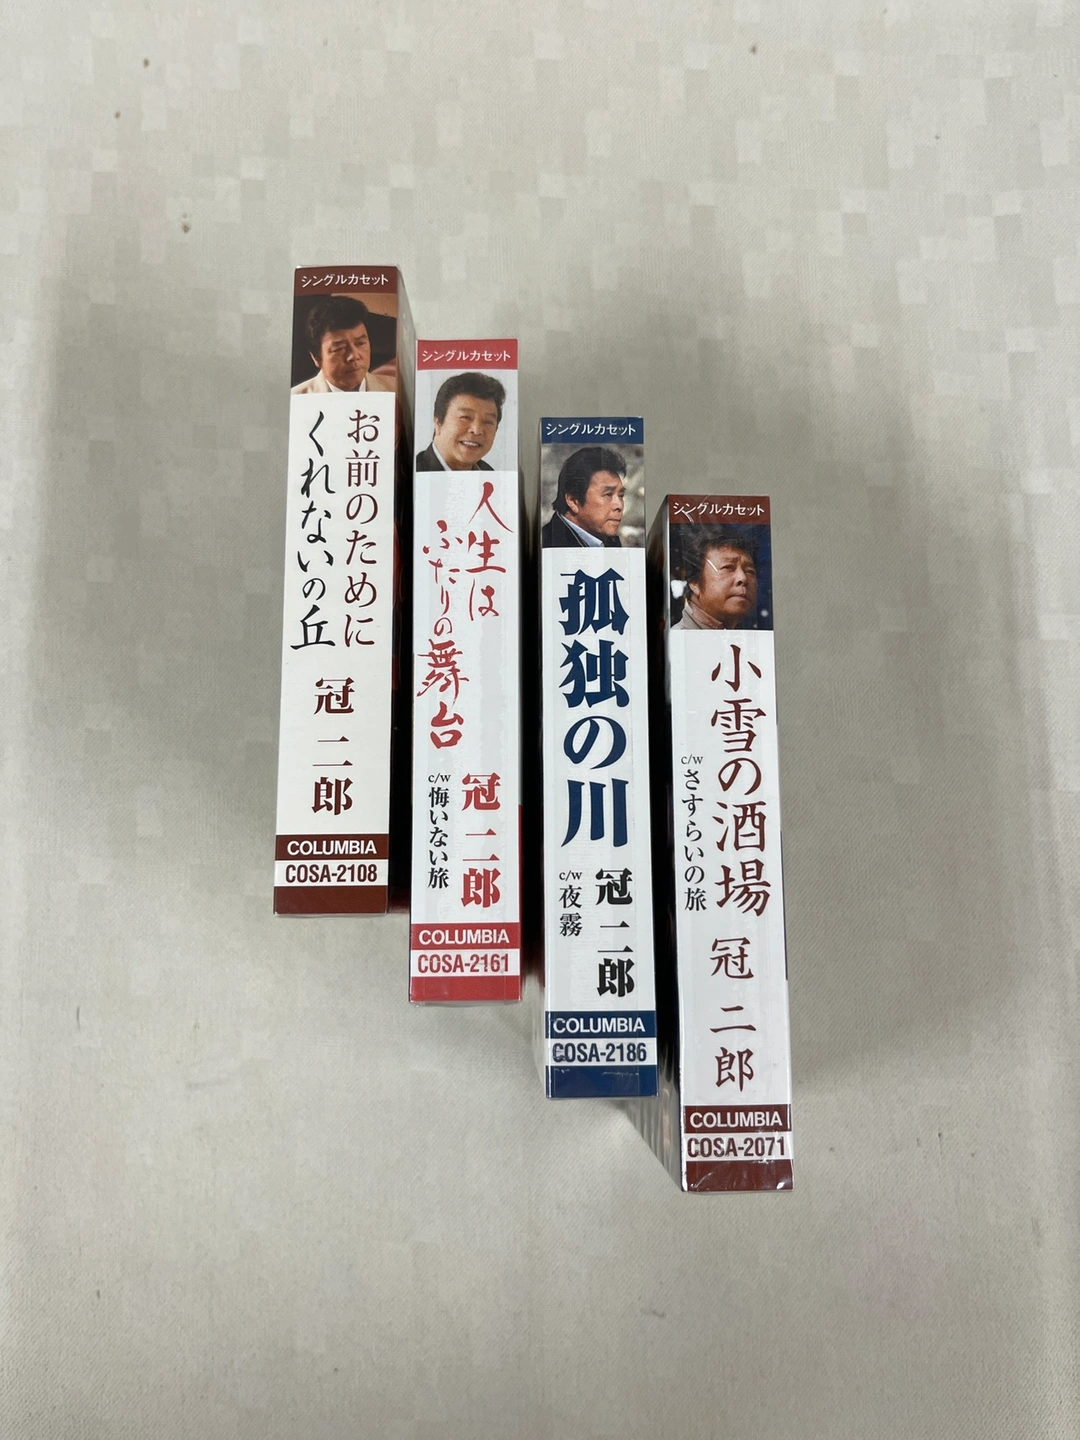 シングルカセット
お前のために
くれないの丘
冠二郎
COLUMBIA
COSA-2108
シングルカセット
人生は
ふたりの舞台
冠二郎
c/w
悔いない旅
COLUMBIA
COSA-2161
シングルカセット
孤独の川
冠二郎
c/w
夜霧
COLUMBIA
COSA-2186
シングルカセット
小雪の酒場
c/w
さすらいの旅
冠二郎
COLUMBIA
COSA-2071